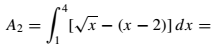 A₂ = ∫₁⁴ [√x − (x − 2)] dx =